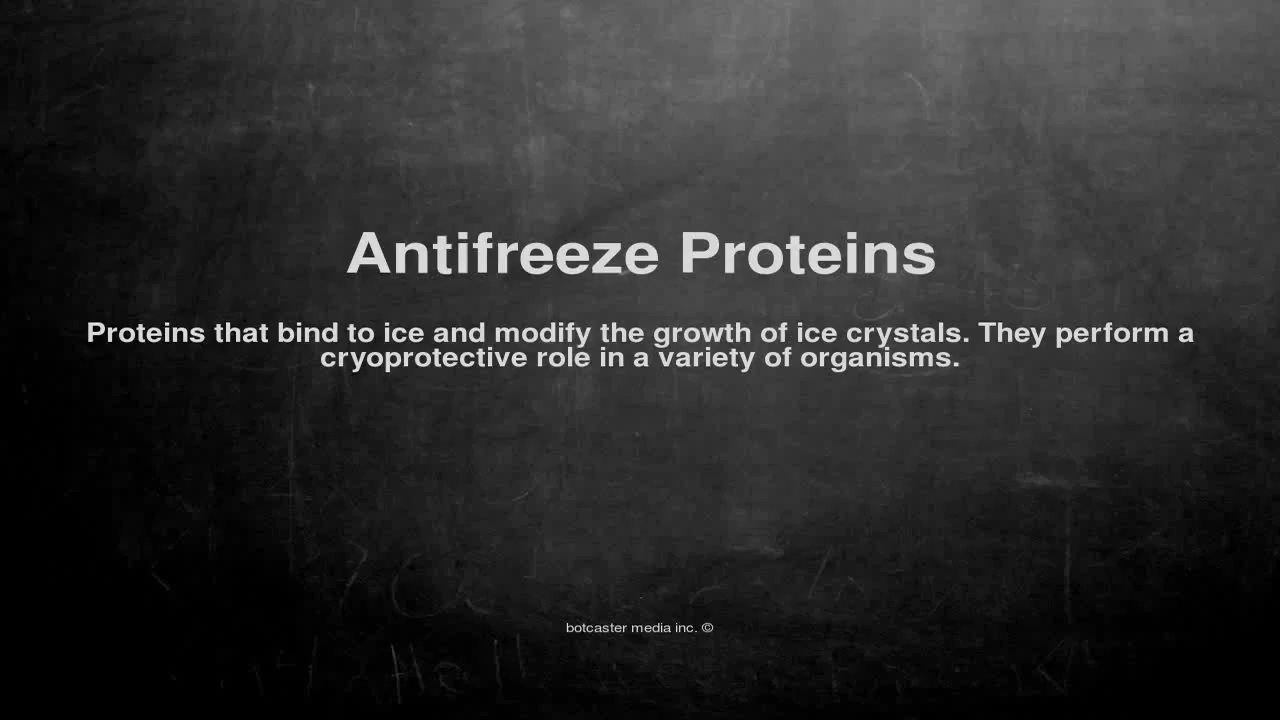 Antifreeze Proteins
Proteins that bind to ice and modify the growth of ice crystals. They perform a
cryoprotective role in a variety of organisms.
botcaster media inc. ©